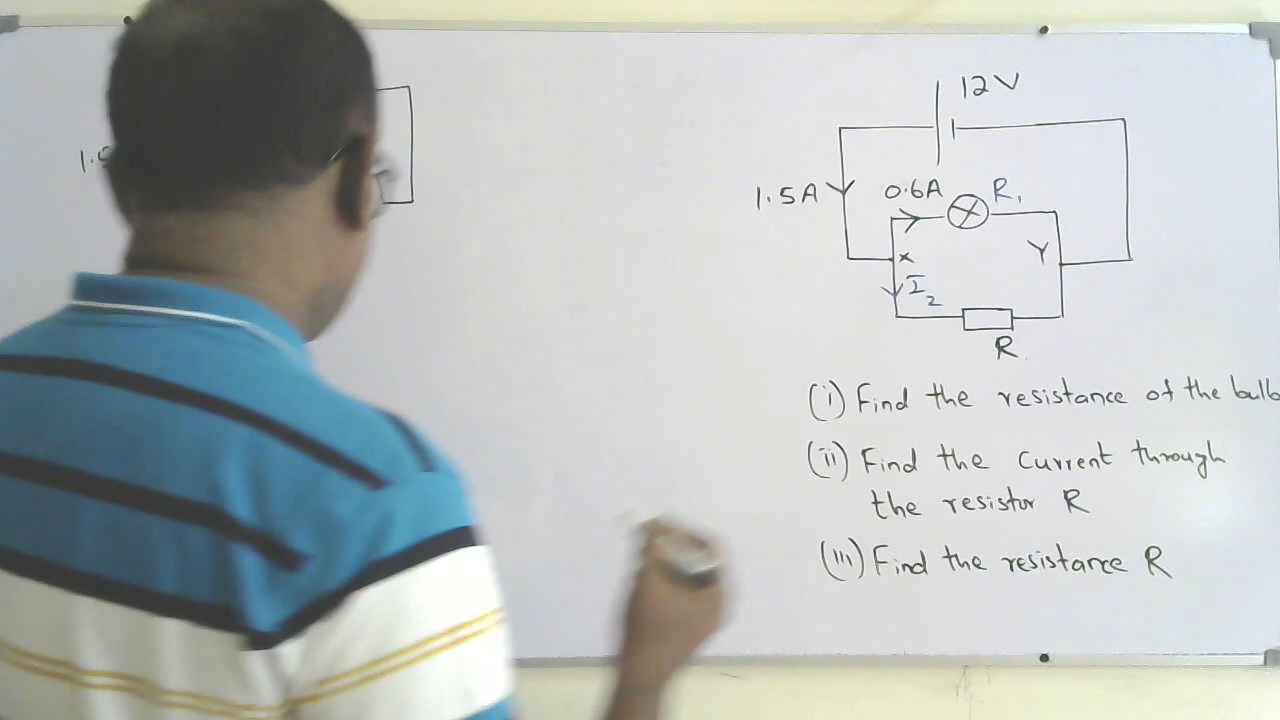 12V
1.5A
0.6A
R₁
X
Y
I₂
R
(i) Find the resistance of the bulb
(ii) Find the current through
the resistor R
(iii) Find the resistance R